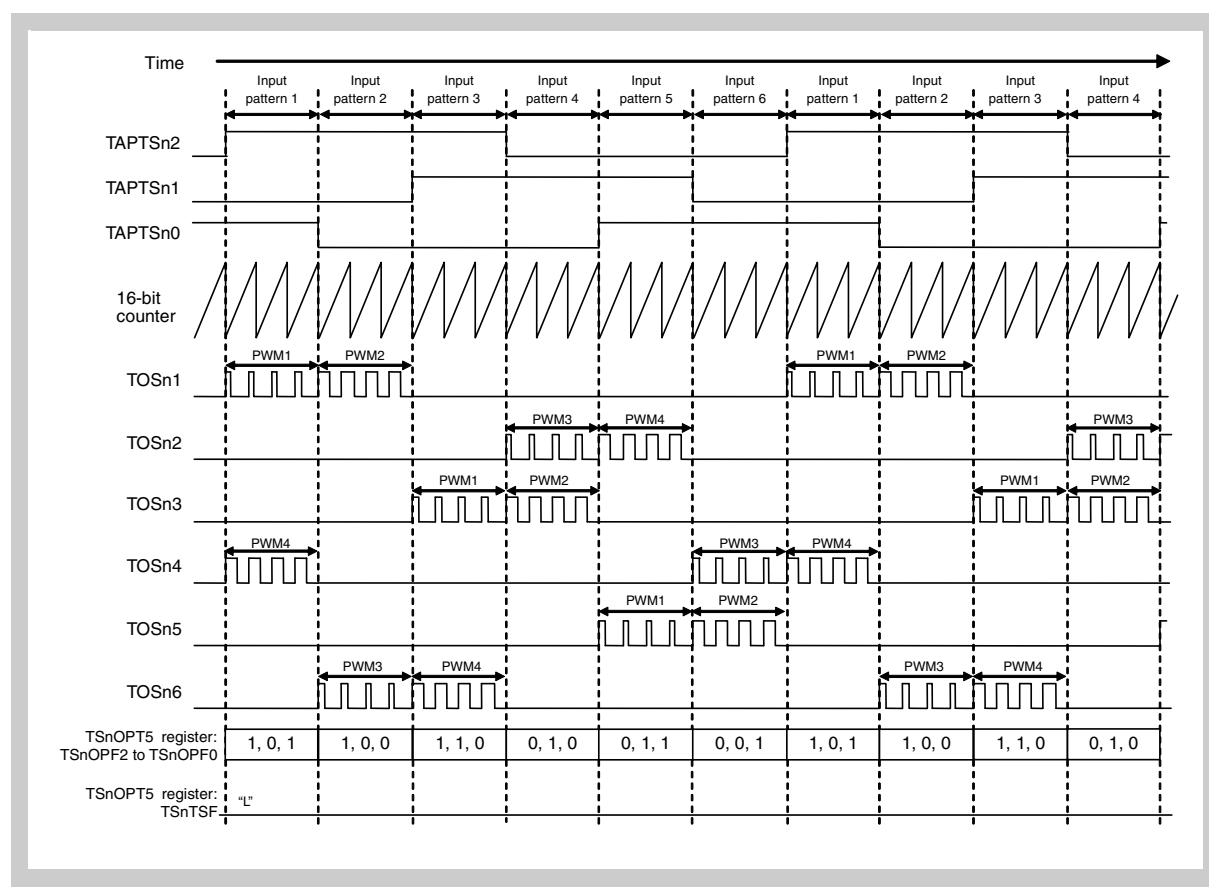 Time
Input pattern 1
Input pattern 2
Input pattern 3
Input pattern 4
Input pattern 5
Input pattern 6
Input pattern 1
Input pattern 2
Input pattern 3
Input pattern 4
TAPTSn2
TAPTSn1
TAPTSn0
16-bit
counter
TOSn1
PWM1 PWM2 PWM1 PWM2
TOSn2
PWM3 PWM4 PWM3
TOSn3
PWM1 PWM2 PWM1 PWM2
TOSn4
PWM4 PWM3 PWM4
TOSn5
PWM1 PWM2
TOSn6
PWM3 PWM4 PWM3 PWM4
TSnOPT5 register:
TSnOPF2 to TSnOPF0
1, 0, 1 1, 0, 0 1, 1, 0 0, 1, 0 0, 1, 1 0, 0, 1 1, 0, 1 1, 0, 0 1, 1, 0 0, 1, 0
TSnOPT5 register:
TSnTSF
“L”